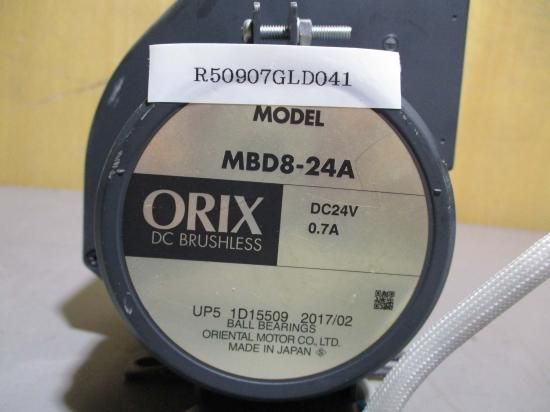 R50907GLD041
MODEL
MBD8-24A
ORIX
DC BRUSHLESS
DC24V
0.7A
UP5 1D15509 2017/02
BALL BEARINGS
ORIENTAL MOTOR CO., LTD.
MADE IN JAPAN Ⓢ